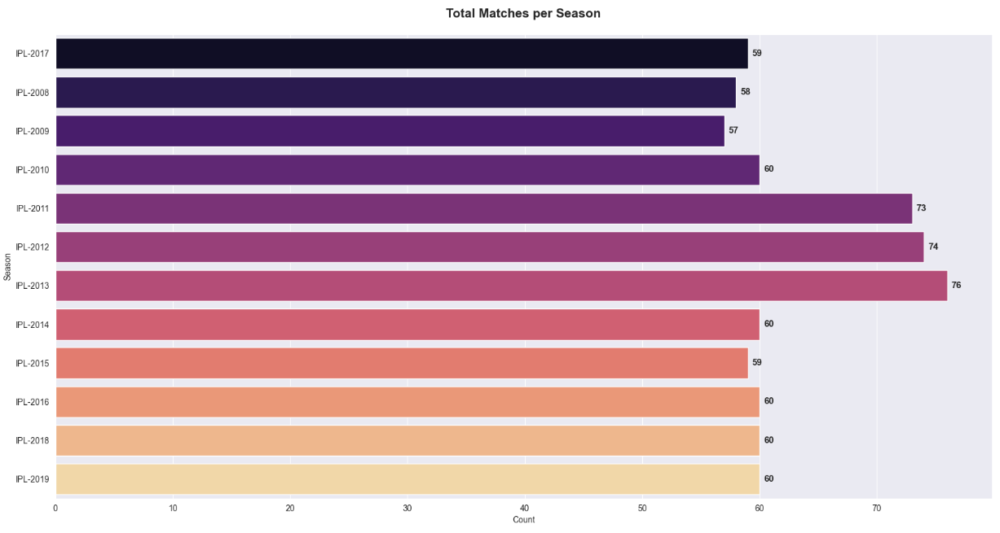 Total Matches per Season
IPL-2017 59
IPL-2008 58
IPL-2009 57
IPL-2010 60
IPL-2011 73
IPL-2012 74
Season
IPL-2013 76
IPL-2014 60
IPL-2015 59
IPL-2016 60
IPL-2018 60
IPL-2019 60
0 10 20 30 40 50 60 70
Count